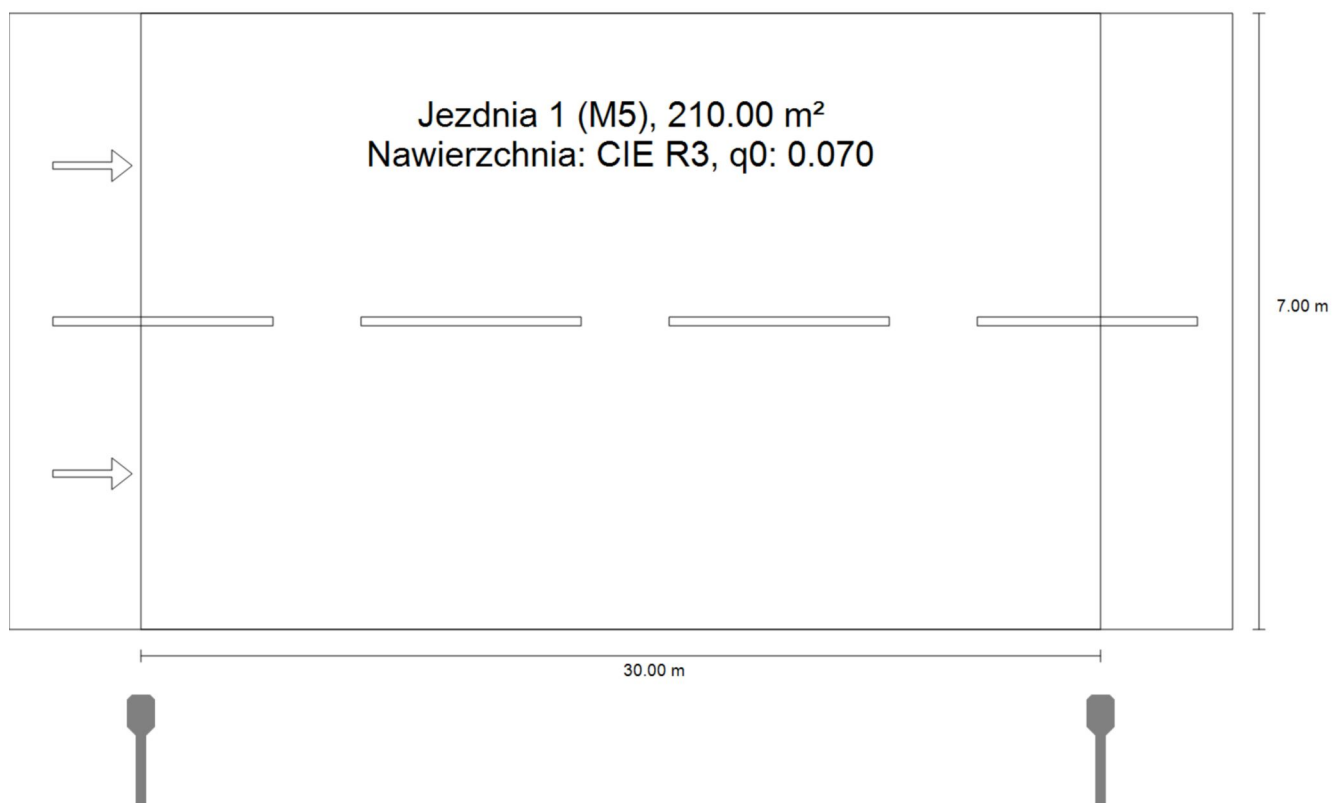 Jezdnia 1 (M5), 210.00 m²
Nawierzchnia: CIE R3, q0: 0.070
7.00 m
30.00 m